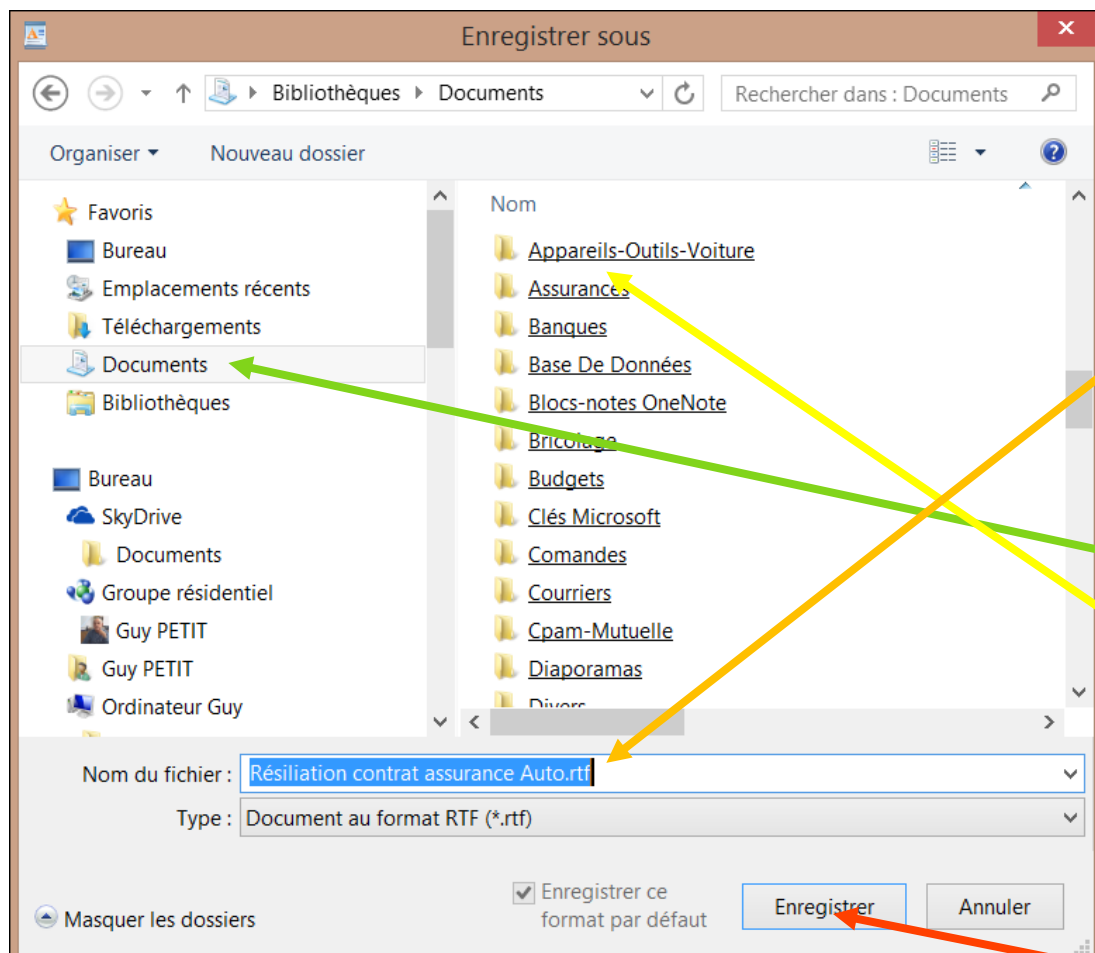 Enregistrer sous
Bibliothèques Documents
Rechercher dans : Documents
Organiser Nouveau dossier
Favoris
Bureau
Emplacements récents
Téléchargements
Documents
Bibliothèques
Bureau
SkyDrive
Documents
Groupe résidentiel
Guy PETIT
Guy PETIT
Ordinateur Guy
Nom
Appareils-Outils-Voiture
Assurances
Banques
Base De Données
Blocs-notes OneNote
Bricolage
Budgets
Clés Microsoft
Comandes
Courriers
Cpam-Mutuelle
Diaporamas
Divers
Nom du fichier : Résiliation contrat assurance Auto.rtf
Type : Document au format RTF (*.rtf)
Enregistrer ce
format par défaut
Enregistrer
Annuler
Masquer les dossiers